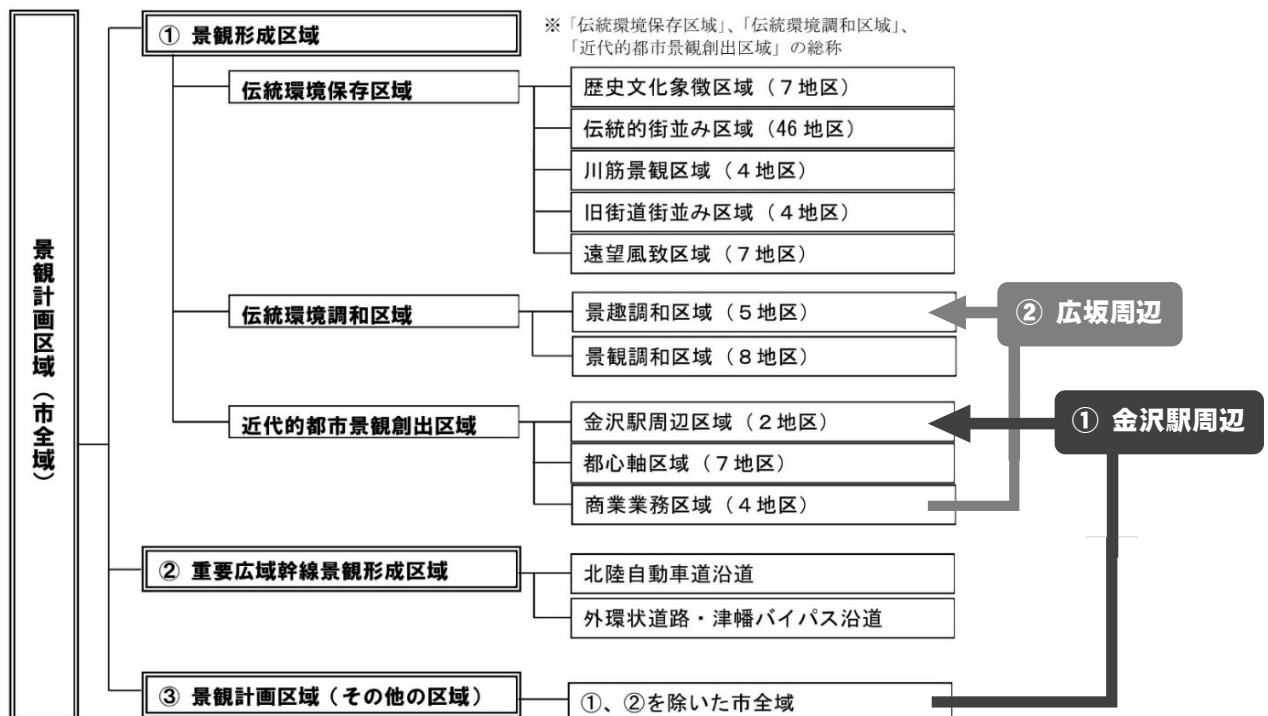 景観計画区域（市全域）
① 景観形成区域
※「伝統環境保存区域」、「伝統環境調和区域」、
「近代的都市景観創出区域」の総称
伝統環境保存区域
歴史文化象徴区域（７地区）
伝統的街並み区域（46 地区）
川筋景観区域（４地区）
旧街道街並み区域（４地区）
遠望風致区域（７地区）
伝統環境調和区域
景趣調和区域（５地区）
景観調和区域（８地区）
② 広坂周辺
近代的都市景観創出区域
金沢駅周辺区域（２地区）
都心軸区域（７地区）
商業業務区域（４地区）
① 金沢駅周辺
② 重要広域幹線景観形成区域
北陸自動車道沿道
外環状道路・津幡バイパス沿道
③ 景観計画区域（その他の区域）
①、②を除いた市全域